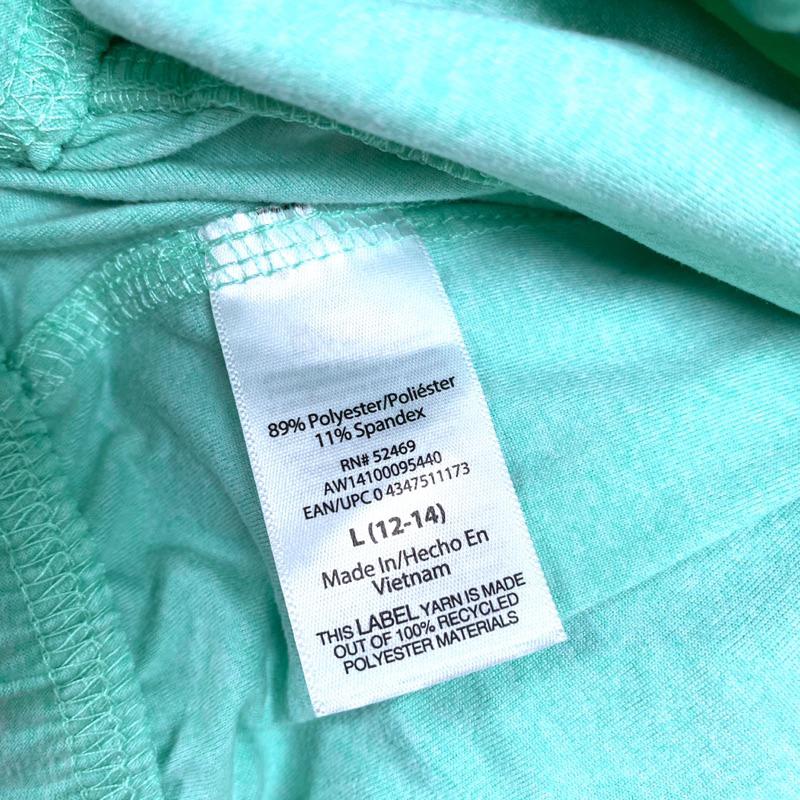 89% Polyester/Poliéster
11% Spandex
RN# 52469
AW14100095440
EAN/UPC 0 4347511173
L (12-14)
Made In/Hecho En
Vietnam
THIS LABEL YARN IS MADE
OUT OF 100% RECYCLED
POLYESTER MATERIALS